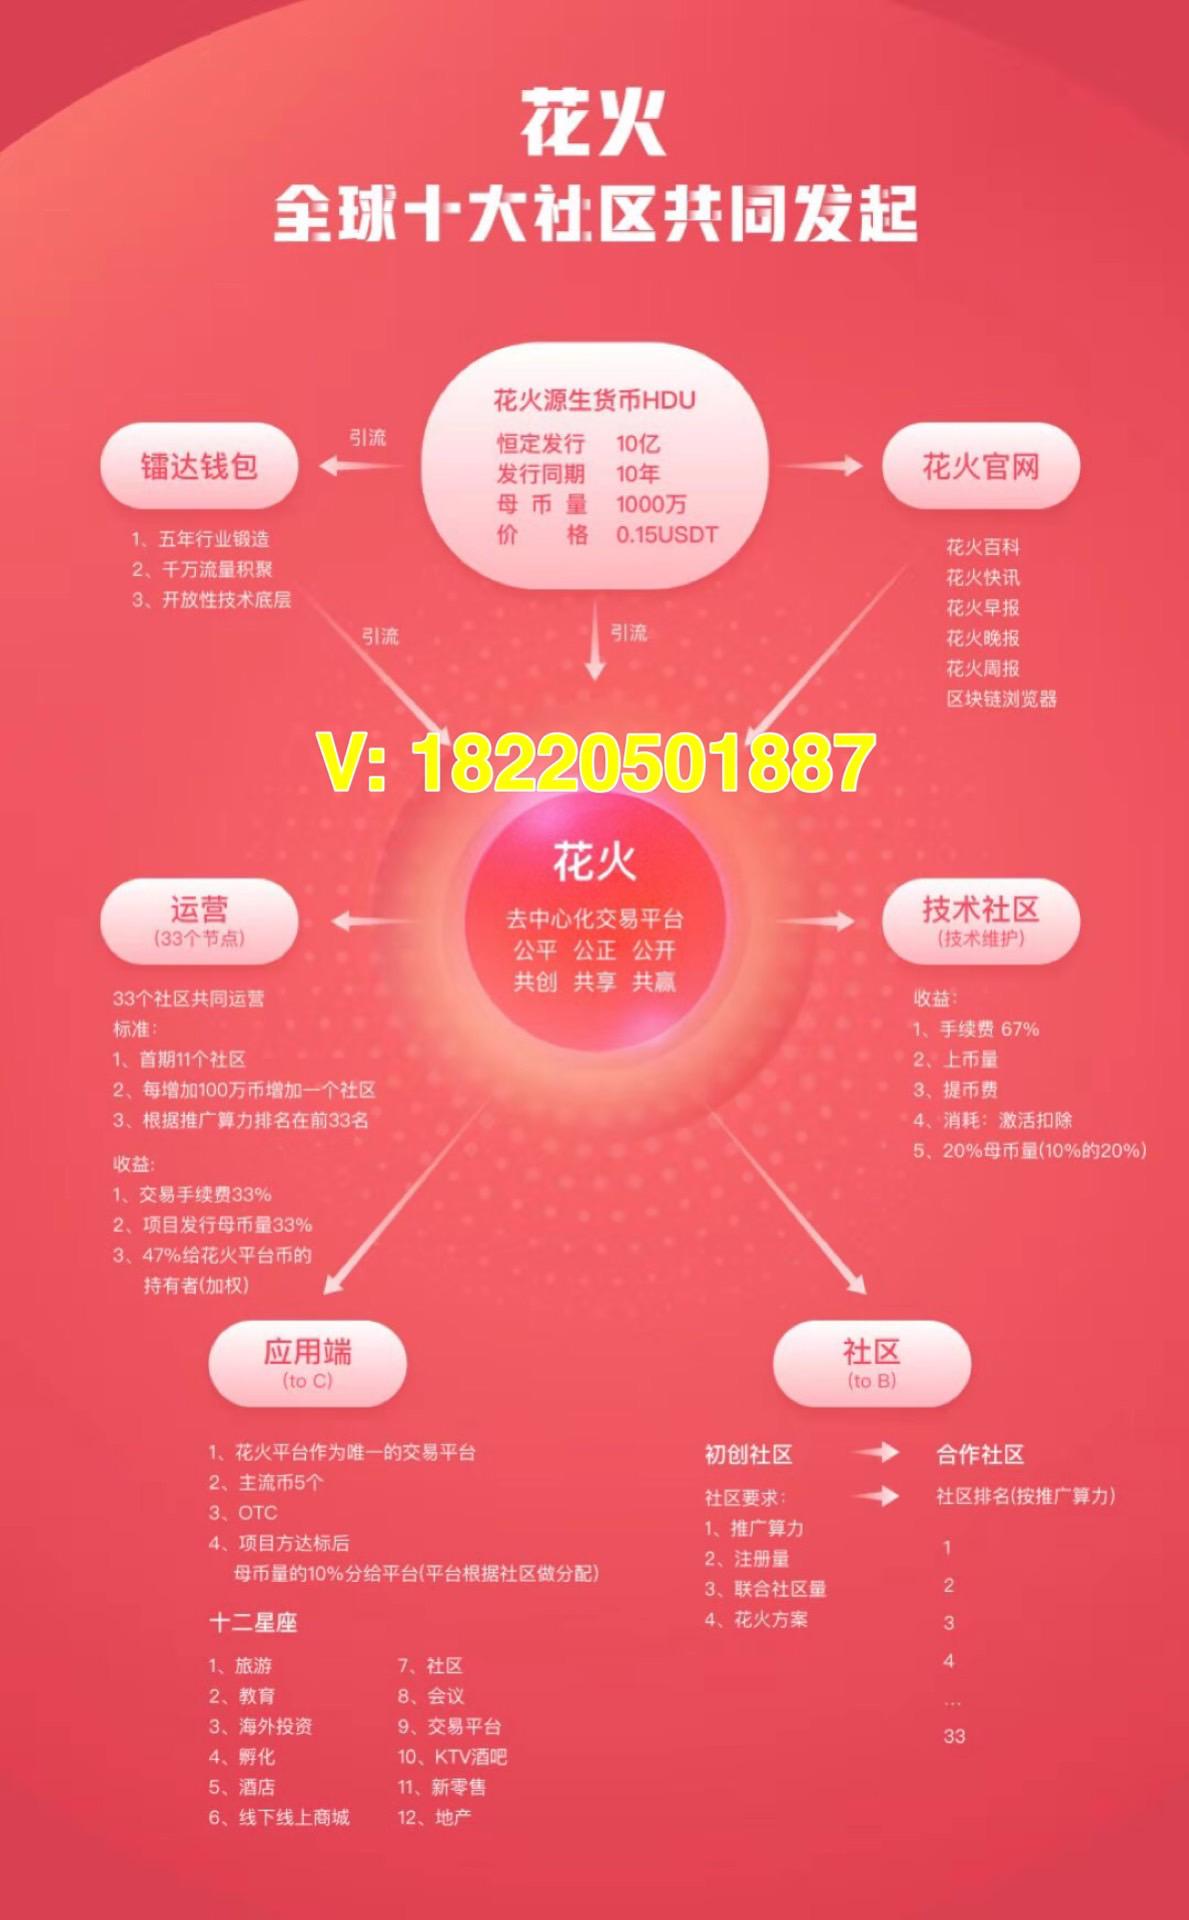 花火
全球十大社区共同发起
花火源生货币HDU
恒定发行 10亿
发行同期 10年
母币量 1000万
价格 0.15USDT
引流
镭达钱包
1、五年行业锻造
2、千万流量积聚
3、开放性技术底层
花火官网
花火百科
花火快讯
花火早报
花火晚报
花火周报
区块链浏览器
引流
引流
V: 18220501887
花火
去中心化交易平台
公平 公正 公开
共创 共享 共赢
运营
(33个节点)
33个社区共同运营
标准:
1、首期11个社区
2、每增加100万币增加一个社区
3、根据推广算力排名在前33名
收益:
1、交易手续费33%
2、项目发行母币量33%
3、47%给花火平台币的
持有者(加权)
技术社区
(技术维护)
收益:
1、手续费 67%
2、上币量
3、提币费
4、消耗: 激活扣除
5、20%母币量(10%的20%)
应用端
(to C)
1、花火平台作为唯一的交易平台
2、主流币5个
3、OTC
4、项目方达标后
母币量的10%分给平台(平台根据社区做分配)
十二星座
1、旅游
2、教育
3、海外投资
4、孵化
5、酒店
6、线下线上商城
7、社区
8、会议
9、交易平台
10、KTV酒吧
11、新零售
12、地产
社区
(to B)
初创社区
合作社区
社区要求:
1、推广算力
2、注册量
3、联合社区量
4、花火方案
社区排名(按推广算力)
1
2
3
4
...
33